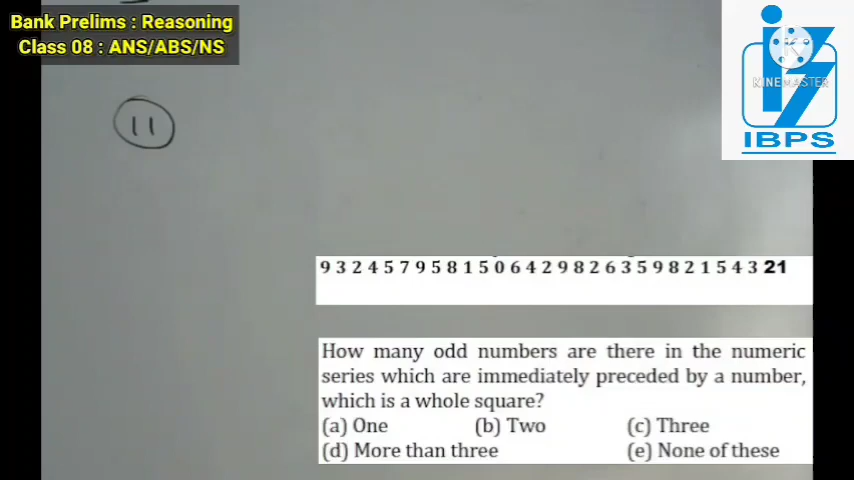 Bank Prelims : Reasoning
Class 08 : ANS/ABS/NS
KINEMASTER
IBPS
11
9 3 2 4 5 7 9 5 8 1 5 0 6 4 2 9 8 2 6 3 5 9 8 2 1 5 4 3 21
How many odd numbers are there in the numeric
series which are immediately preceded by a number,
which is a whole square?
(a) One (b) Two (c) Three
(d) More than three (e) None of these